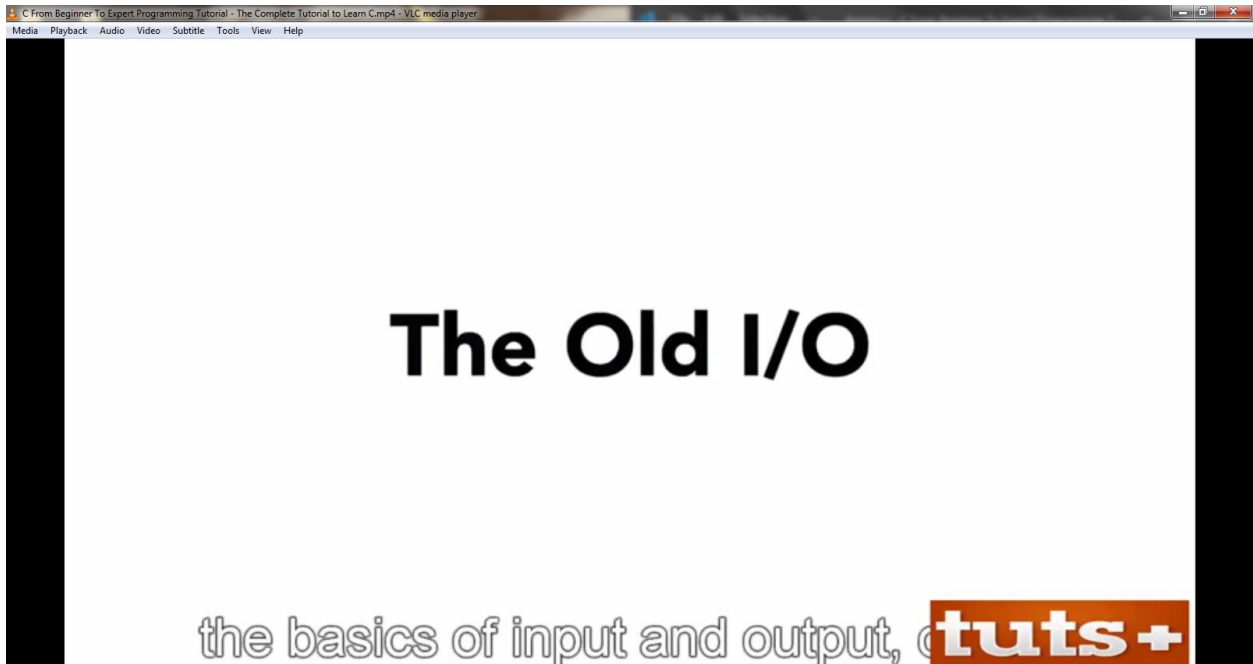 C From Beginner To Expert Programming Tutorial - The Complete Tutorial to Learn C.mp4 - VLC media player
Media Playback Audio Video Subtitle Tools View Help
The Old I/O
the basics of input and output,
tuts+